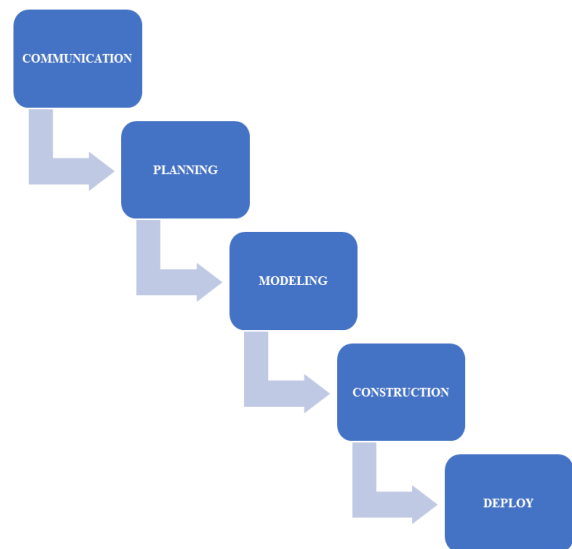 COMMUNICATION
PLANNING
MODELING
CONSTRUCTION
DEPLOY